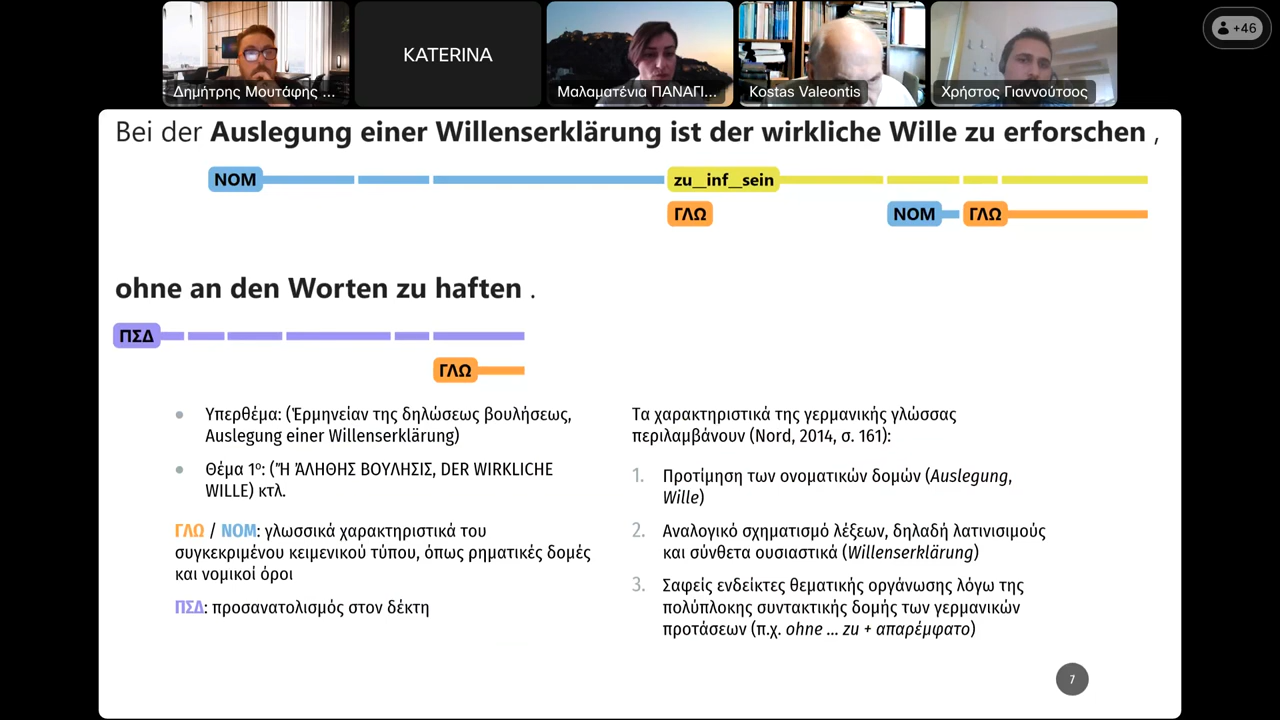 Δημήτρης Μουτάφης ...
KATERINA
Μαλαματένια ΠΑΝΑΓΙ...
Kostas Valeontis
Χρήστος Γιαννούτσος
+46
Bei der Auslegung einer Willenserklärung ist der wirkliche Wille zu erforschen ,
NOM zu__inf__sein
ΓΛΩ NOM ΓΛΩ
ohne an den Worten zu haften .
ΠΣΔ
ΓΛΩ
• Υπερθέμα: (Ἑρμηνείαν της δηλώσεως βουλήσεως,
Auslegung einer Willenserklärung)
• Θέμα 1ο: (Ἡ ἈΛΗΘΗΣ ΒΟΥΛΗΣΙΣ, DER WIRKLICHE
WILLE) κτλ.
ΓΛΩ / NOM: γλωσσικά χαρακτηριστικά του
συγκεκριμένου κειμενικού τύπου, όπως ρηματικές δομές
και νομικοί όροι
ΠΣΔ: προσανατολισμός στον δέκτη
Τα χαρακτηριστικά της γερμανικής γλώσσας
περιλαμβάνουν (Nord, 2014, σ. 161):
1. Προτίμηση των ονοματικών δομών (Auslegung,
Wille)
2. Αναλογικό σχηματισμό λέξεων, δηλαδή λατινισιμούς
και σύνθετα ουσιαστικά (Willenserklärung)
3. Σαφείς ενδείκτες θεματικής οργάνωσης λόγω της
πολύπλοκης συντακτικής δομής των γερμανικών
προτάσεων (π.χ. ohne ... zu + απαρέμφατο)
7